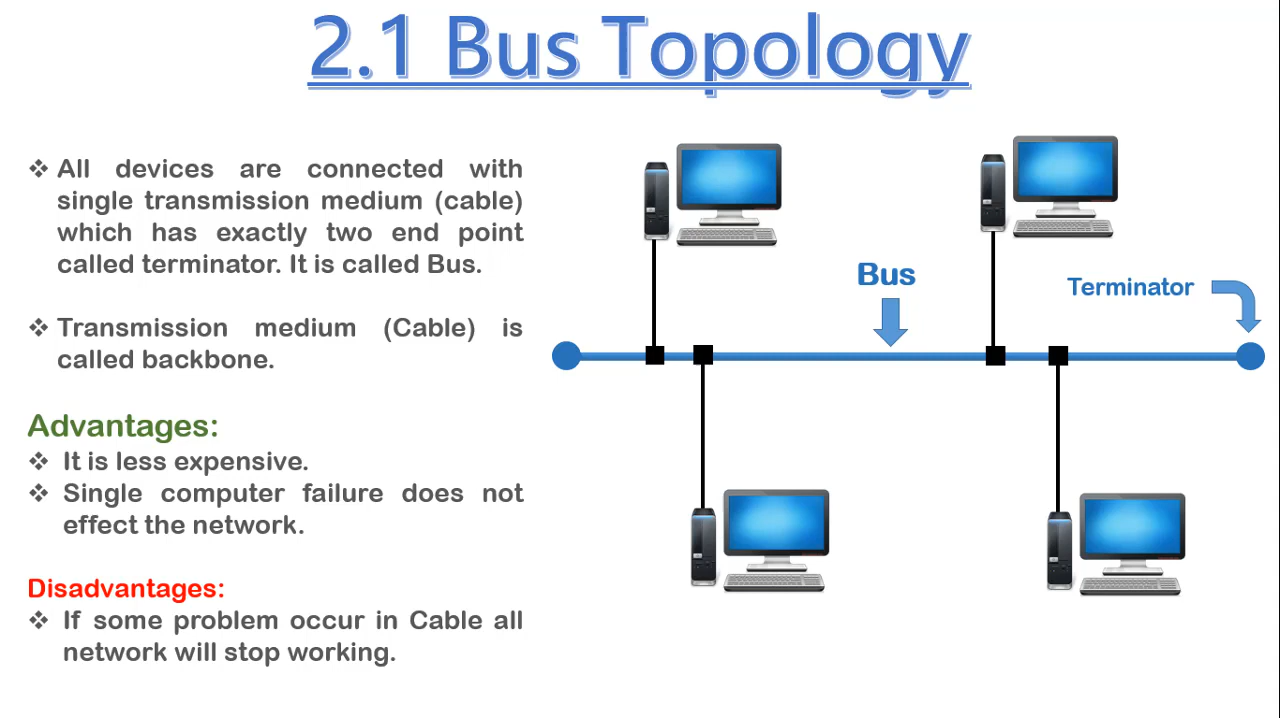 2.1 Bus Topology
❖ All devices are connected with
single transmission medium (cable)
which has exactly two end point
called terminator. It is called Bus.
❖ Transmission medium (Cable) is
called backbone.
Advantages:
❖ It is less expensive.
❖ Single computer failure does not
effect the network.
Disadvantages:
❖ If some problem occur in Cable all
network will stop working.
Bus
Terminator